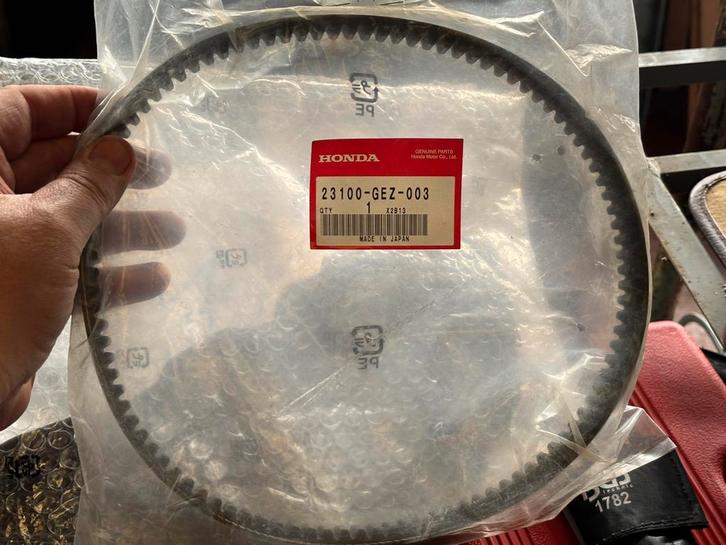 HONDA
GENUINE PARTS
Honda Motor Co., Ltd.
23100-GEZ-003
QTY 1 X2B13
MADE IN JAPAN
PE
PE
1782